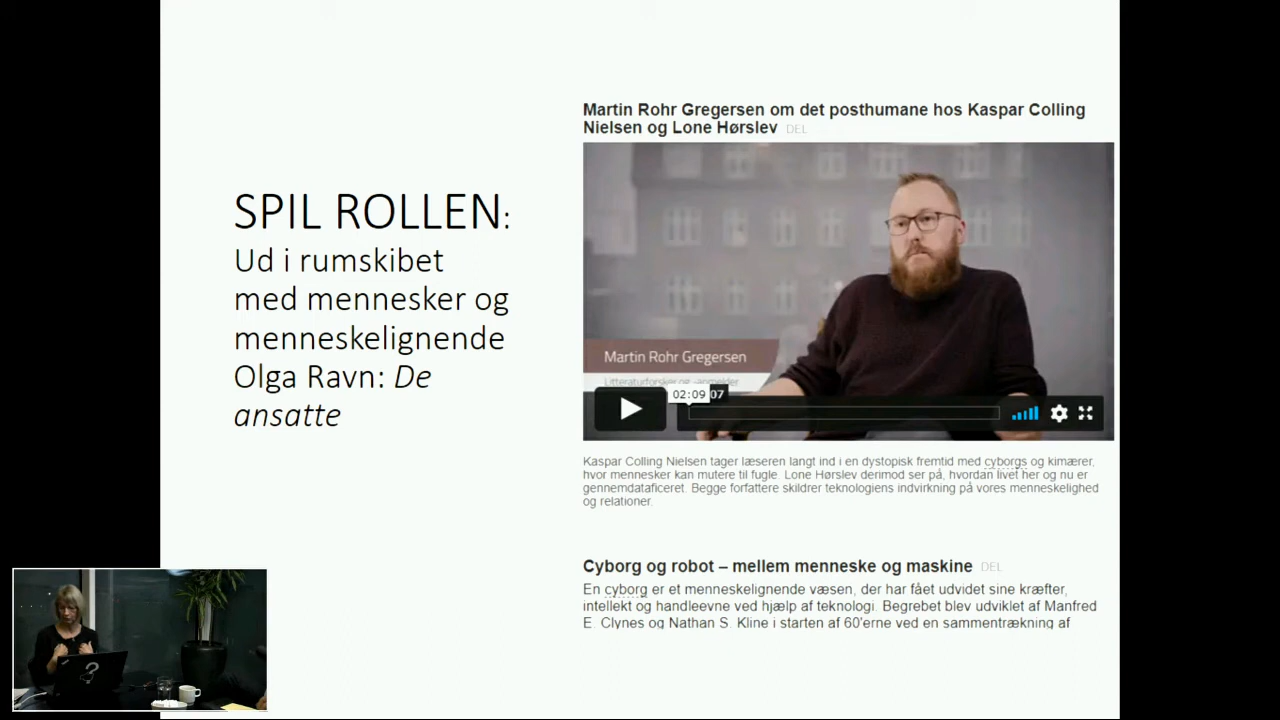 SPIL ROLLEN:
Ud i rumskibet
med mennesker og
menneskelignende
Olga Ravn: De
ansatte
Martin Rohr Gregersen om det posthumane hos Kaspar Colling
Nielsen og Lone Hørslev DEL
Martin Rohr Gregersen
Litteraturforsker og -anmelder
02:09 07
Kaspar Colling Nielsen tager læseren langt ind i en dystopisk fremtid med cyborgs og kimærer,
hvor mennesker kan mutere til fugle. Lone Hørslev derimod ser på, hvordan livet her og nu er
gennemdataficeret. Begge forfattere skildrer teknologiens indvirkning på vores menneskelighed
og relationer.
Cyborg og robot – mellem menneske og maskine DEL
En cyborg er et menneskelignende væsen, der har fået udvidet sine kræfter,
intellekt og handleevne ved hjælp af teknologi. Begrebet blev udviklet af Manfred
E. Clynes og Nathan S. Kline i starten af 60'erne ved en sammentrækning af
?